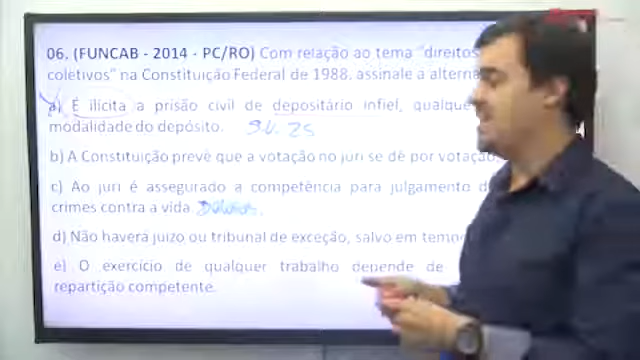 06. (FUNCAB - 2014 - PC/RO) Com relação ao tema "direitos
coletivos" na Constituição Federal de 1988, assinale a alterna
a) É ilícita a prisão civil de depositário infiel, qualque
modalidade do depósito. S.V. 25
b) A Constituição prevê que a votação no júri se dê por votação
c) Ao júri é assegurado a competência para julgamento d
crimes contra a vida. Dolosos.
d) Não haverá juízo ou tribunal de exceção, salvo em temp
e) O exercício de qualquer trabalho depende de
repartição competente.